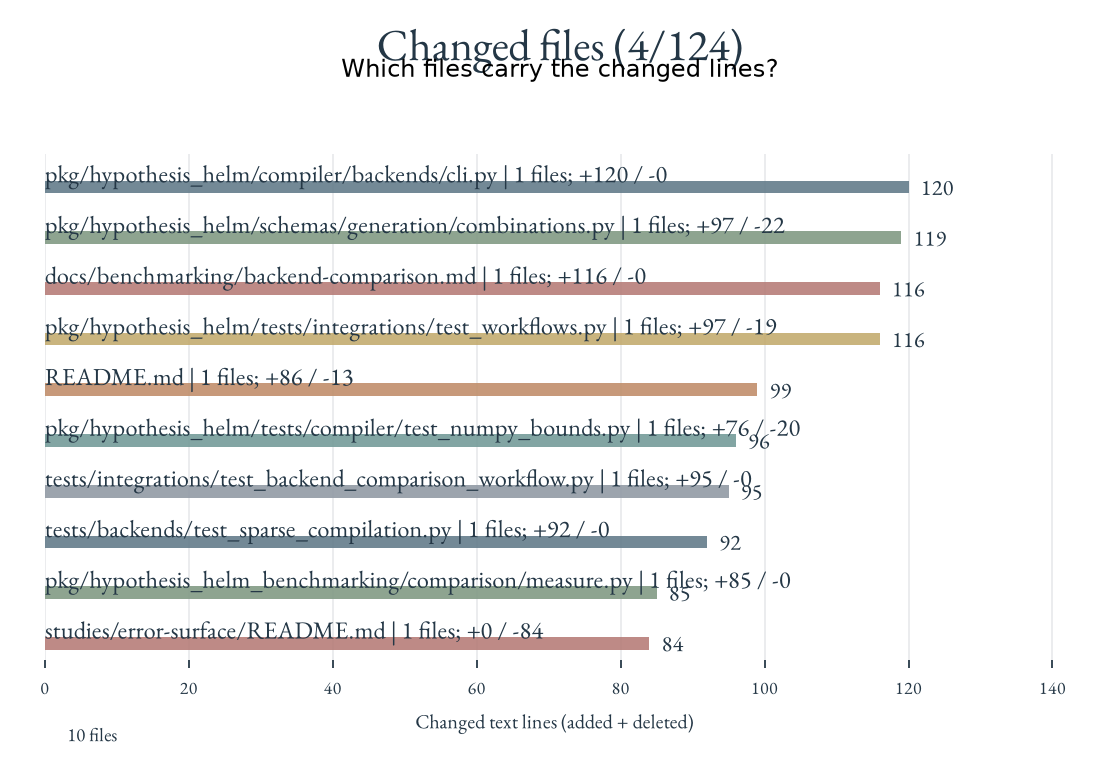 Changed files (4/124)
Which files carry the changed lines?
pkg/hypothesis_helm/compiler/backends/cli.py | 1 files; +120 / -0
120
pkg/hypothesis_helm/schemas/generation/combinations.py | 1 files; +97 / -22
119
docs/benchmarking/backend-comparison.md | 1 files; +116 / -0
116
pkg/hypothesis_helm/tests/integrations/test_workflows.py | 1 files; +97 / -19
116
README.md | 1 files; +86 / -13
99
pkg/hypothesis_helm/tests/compiler/test_numpy_bounds.py | 1 files; +76 / -20
96
tests/integrations/test_backend_comparison_workflow.py | 1 files; +95 / -0
95
tests/backends/test_sparse_compilation.py | 1 files; +92 / -0
92
pkg/hypothesis_helm_benchmarking/comparison/measure.py | 1 files; +85 / -0
85
studies/error-surface/README.md | 1 files; +0 / -84
84
0 20 40 60 80 100 120 140
Changed text lines (added + deleted)
10 files